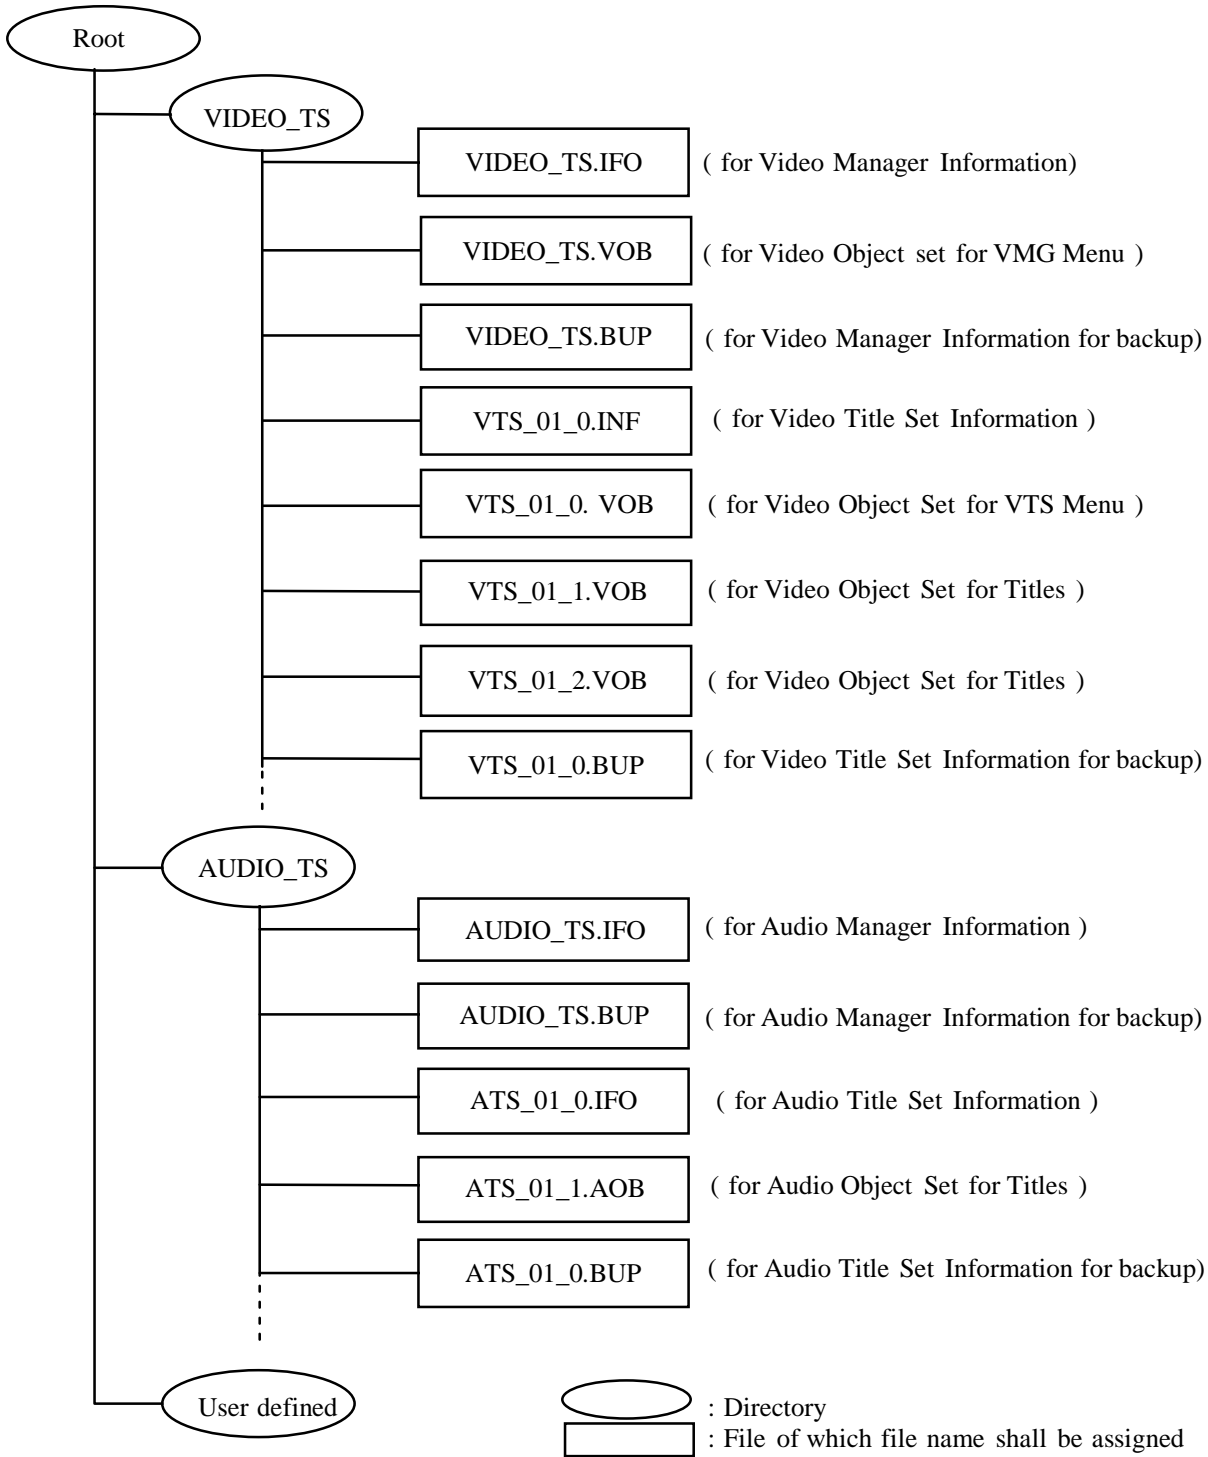 Root
VIDEO_TS
VIDEO_TS.IFO ( for Video Manager Information)
VIDEO_TS.VOB ( for Video Object set for VMG Menu )
VIDEO_TS.BUP ( for Video Manager Information for backup)
VTS_01_0.INF ( for Video Title Set Information )
VTS_01_0. VOB ( for Video Object Set for VTS Menu )
VTS_01_1.VOB ( for Video Object Set for Titles )
VTS_01_2.VOB ( for Video Object Set for Titles )
VTS_01_0.BUP ( for Video Title Set Information for backup)
AUDIO_TS
AUDIO_TS.IFO ( for Audio Manager Information )
AUDIO_TS.BUP ( for Audio Manager Information for backup)
ATS_01_0.IFO ( for Audio Title Set Information )
ATS_01_1.AOB ( for Audio Object Set for Titles )
ATS_01_0.BUP ( for Audio Title Set Information for backup)
User defined
: Directory
: File of which file name shall be assigned